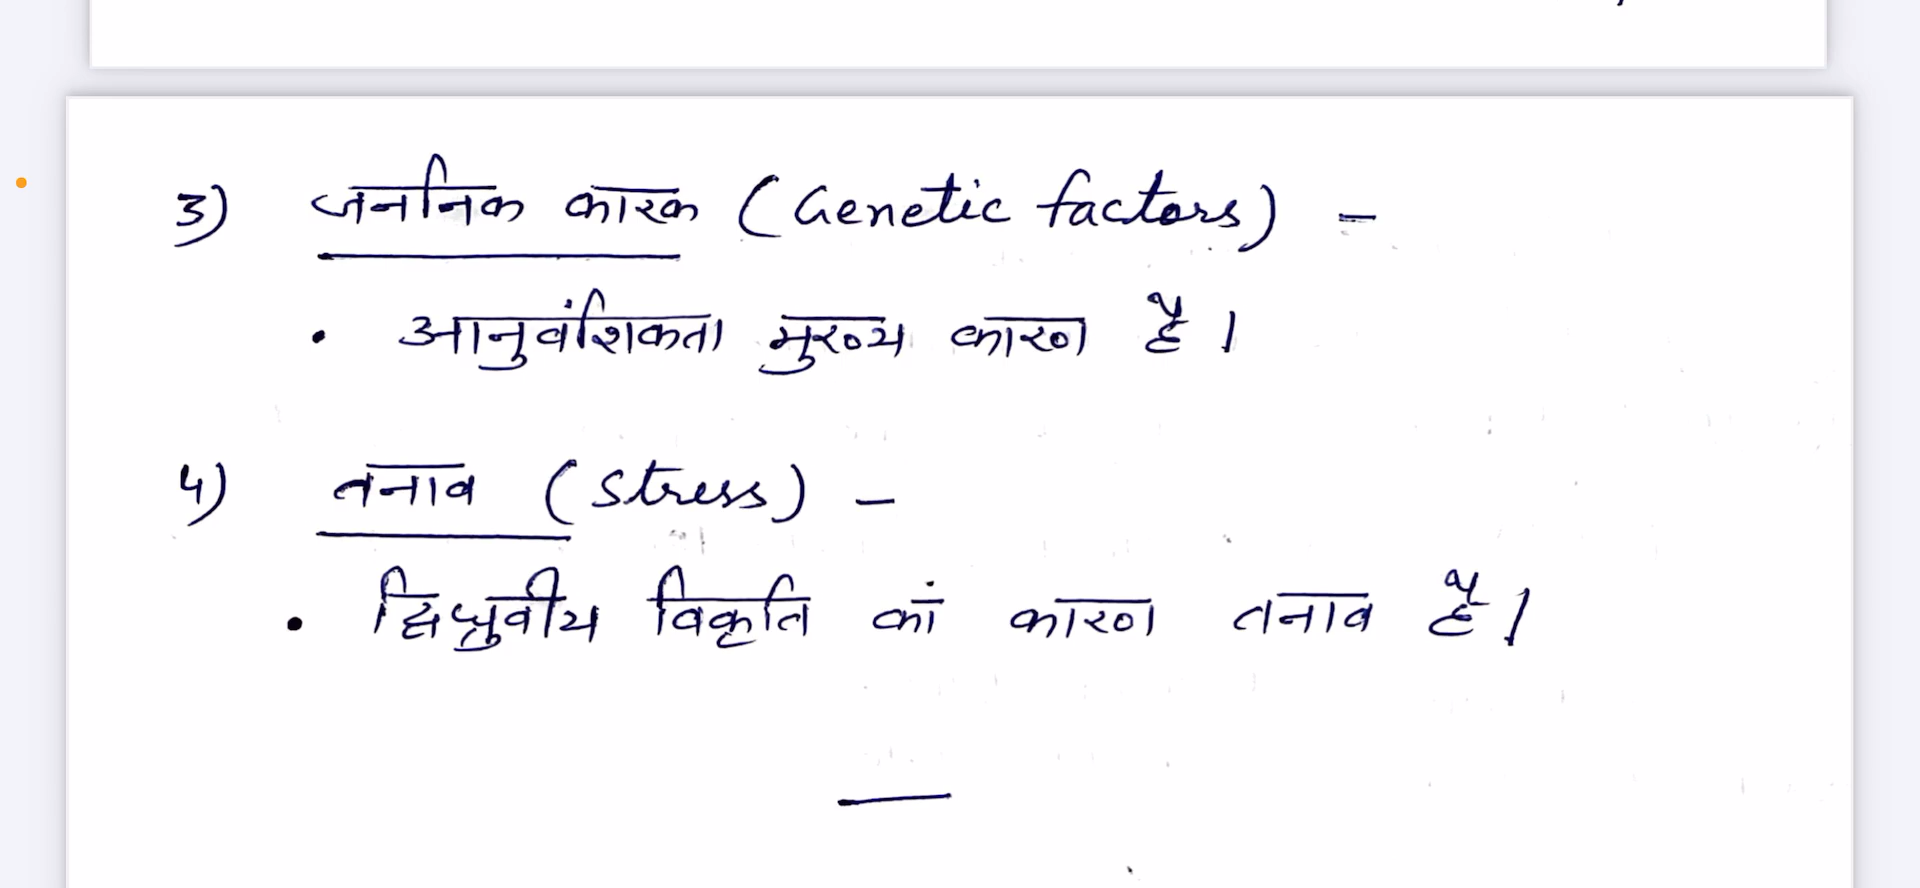 3) जननिक कारक (Genetic factors) -
• आनुवंशिकता मुख्य कारण है।
4) तनाव (Stress) -
• द्विध्रुवीय विकृति कां कारण तनाव है।